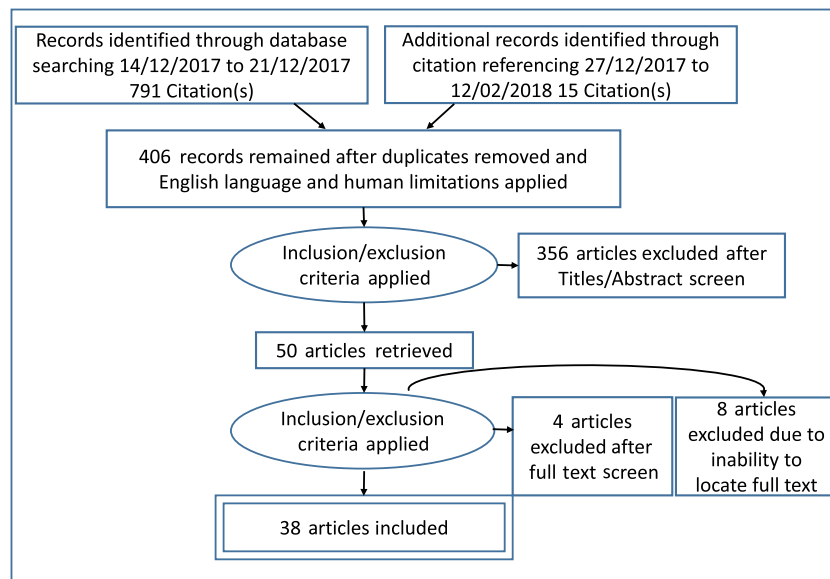 Records identified through database
searching 14/12/2017 to 21/12/2017
791 Citation(s)
Additional records identified through
citation referencing 27/12/2017 to
12/02/2018 15 Citation(s)
406 records remained after duplicates removed and
English language and human limitations applied
Inclusion/exclusion
criteria applied
356 articles excluded after
Titles/Abstract screen
50 articles retrieved
Inclusion/exclusion
criteria applied
4 articles
excluded after
full text screen
8 articles
excluded due to
inability to
locate full text
38 articles included